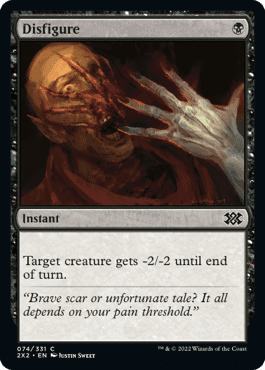 Disfigure
Instant
Target creature gets -2/-2 until end
of turn.
“Brave scar or unfortunate tale? It all
depends on your pain threshold.”
074/331 C
2X2 • EN Justin Sweet
™ & © 2022 Wizards of the Coast